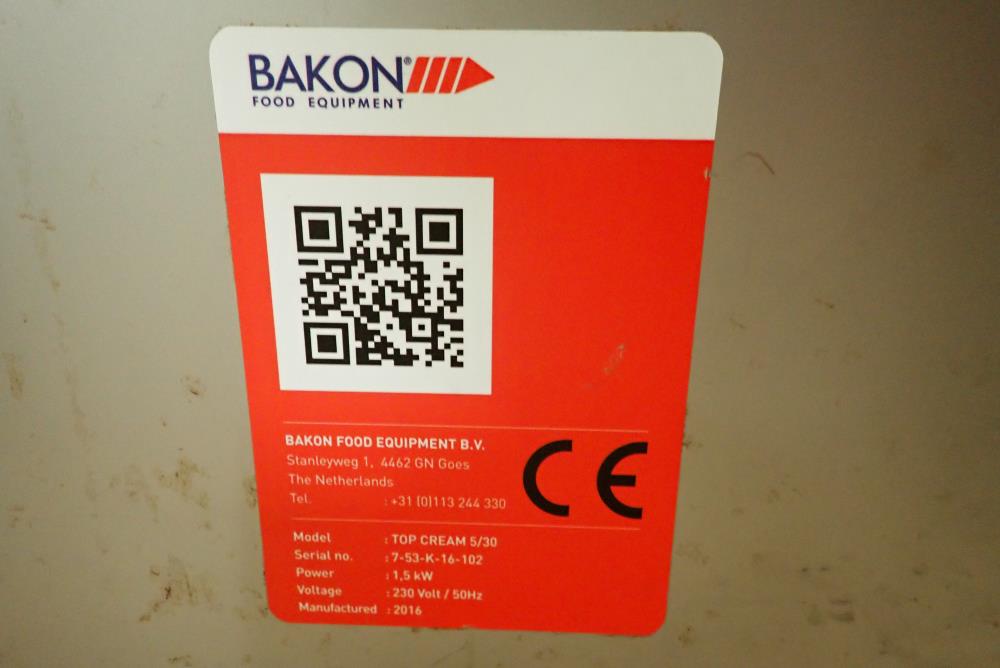 BAKON®
FOOD EQUIPMENT
BAKON FOOD EQUIPMENT B.V.
Stanleyweg 1, 4462 GN Goes
The Netherlands
Tel. : +31 (0)113 244 330
CE
Model : TOP CREAM 5/30
Serial no. : 7-53-K-16-102
Power : 1,5 kW
Voltage : 230 Volt / 50Hz
Manufactured : 2016